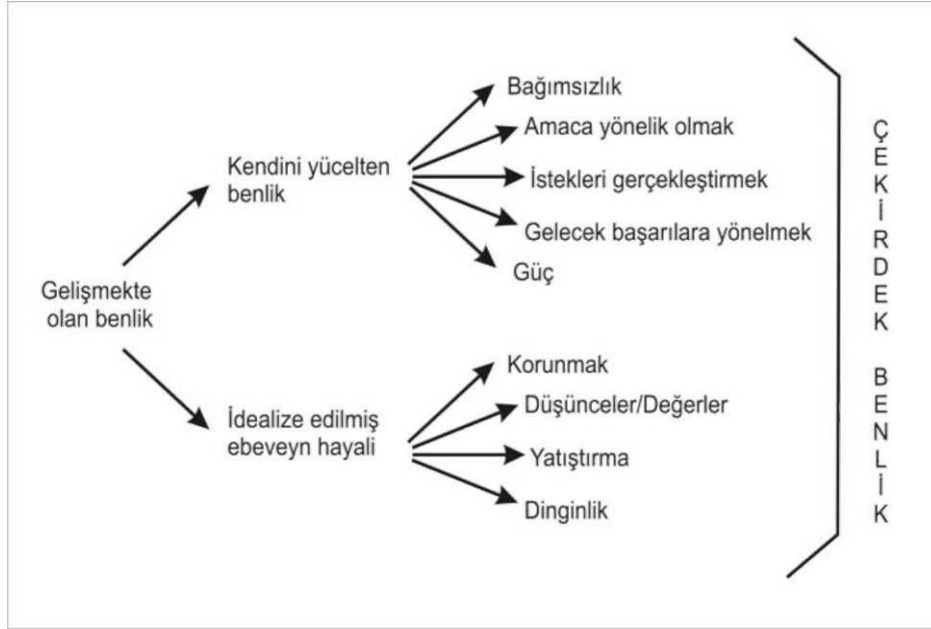 Gelişmekte
olan benlik
Kendini yücelten
benlik
Bağımsızlık
Amaca yönelik olmak
İstekleri gerçekleştirmek
Gelecek başarılara yönelmek
Güç
İdealize edilmiş
ebeveyn hayali
Korunmak
Düşünceler/Değerler
Yatıştırma
Dinginlik
ÇEKİRDEK BENLİK